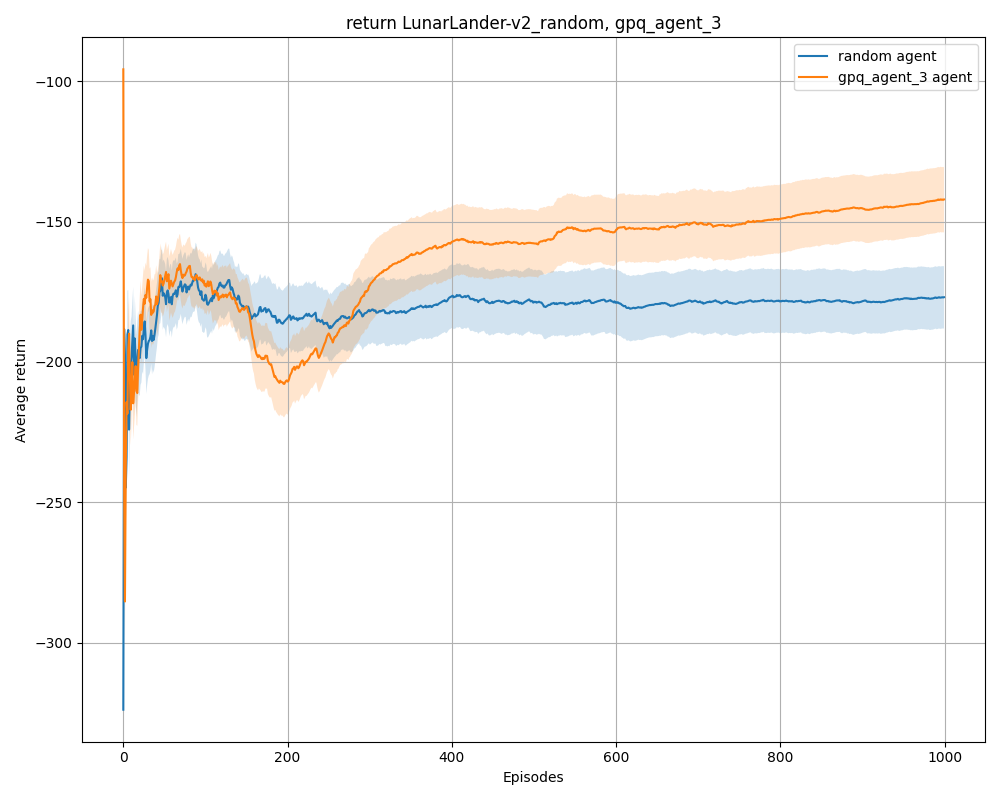 return LunarLander-v2_random, gpq_agent_3
random agent
gpq_agent_3 agent
−100
−150
−200
−250
−300
Average return
0
200
400
600
800
1000
Episodes